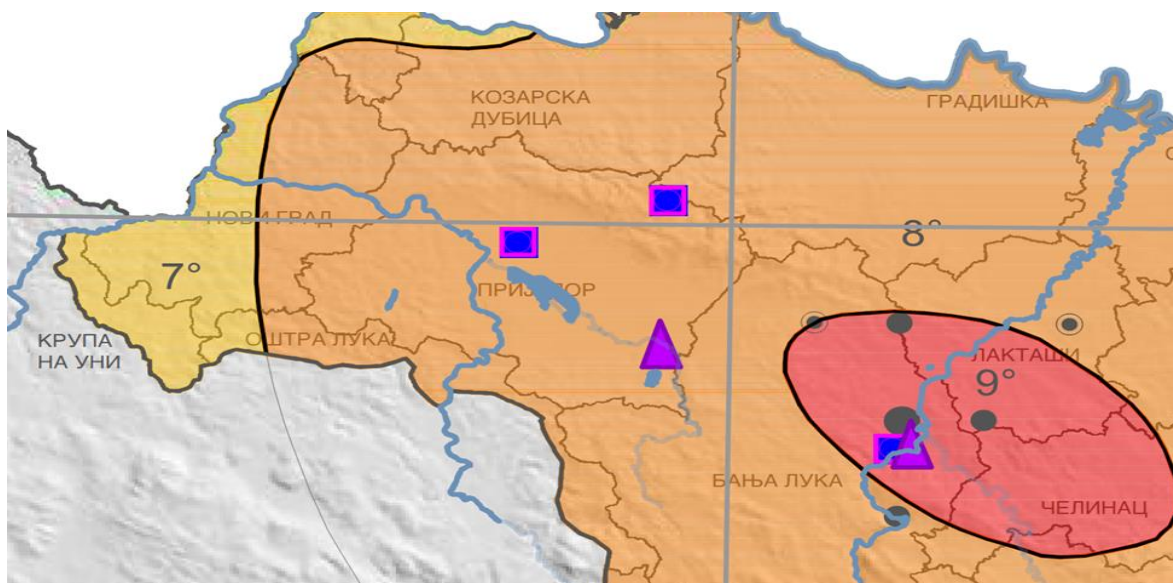 КОЗАРСКА
ДУБИЦА
ГРАДИШКА
НОВИ ГРАД
8°
7°
ПРИЈЕДОР
КРУПА
НА УНИ
ОШТРА ЛУКА
ЛАКТАШИ
9°
БАЊА ЛУКА
ЧЕЛИНАЦ